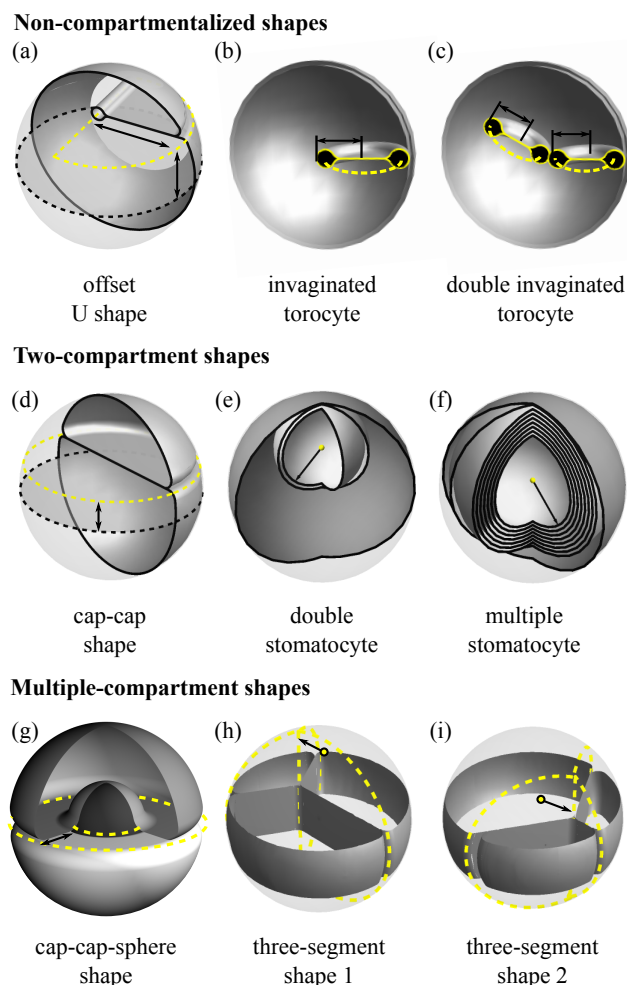 Non-compartmentalized shapes
(a) (b) (c)
offset invaginated double invaginated
U shape torocyte torocyte
Two-compartment shapes
(d) (e) (f)
cap-cap double multiple
shape stomatocyte stomatocyte
Multiple-compartment shapes
(g) (h) (i)
cap-cap-sphere three-segment three-segment
shape shape 1 shape 2